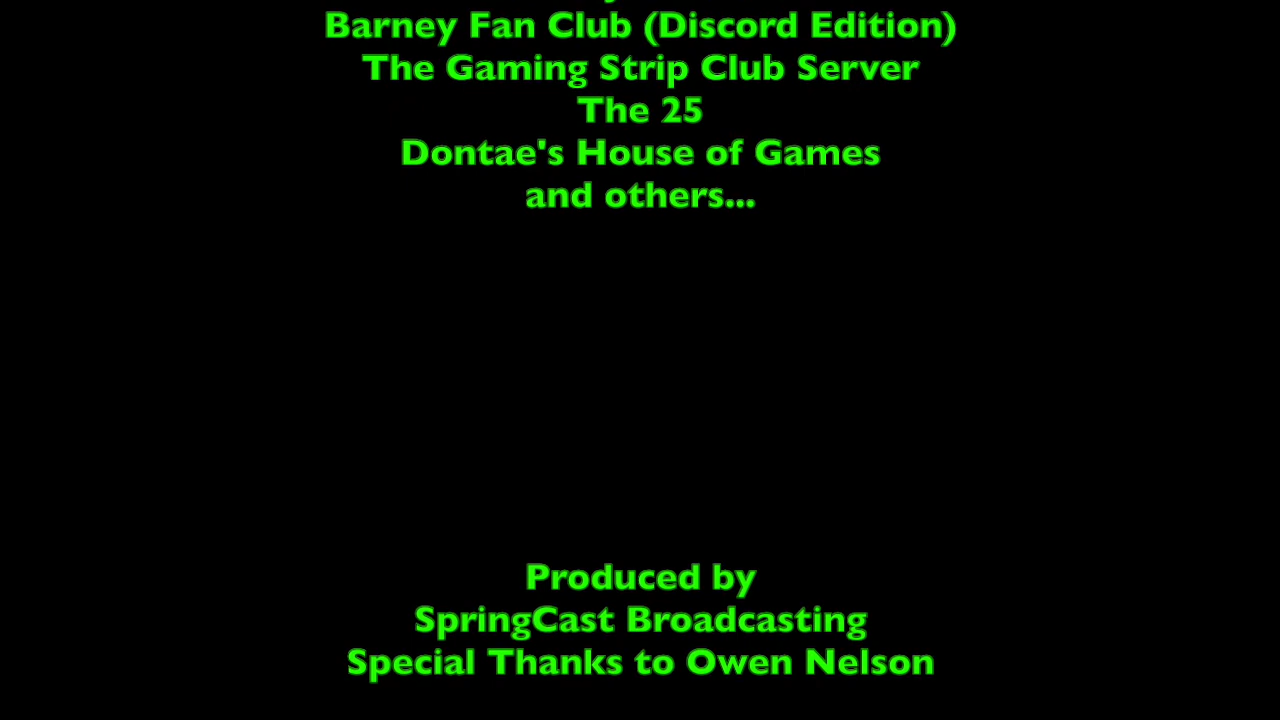 Barney Fan Club (Discord Edition)
The Gaming Strip Club Server
The 25
Dontae's House of Games
and others...
Produced by
SpringCast Broadcasting
Special Thanks to Owen Nelson